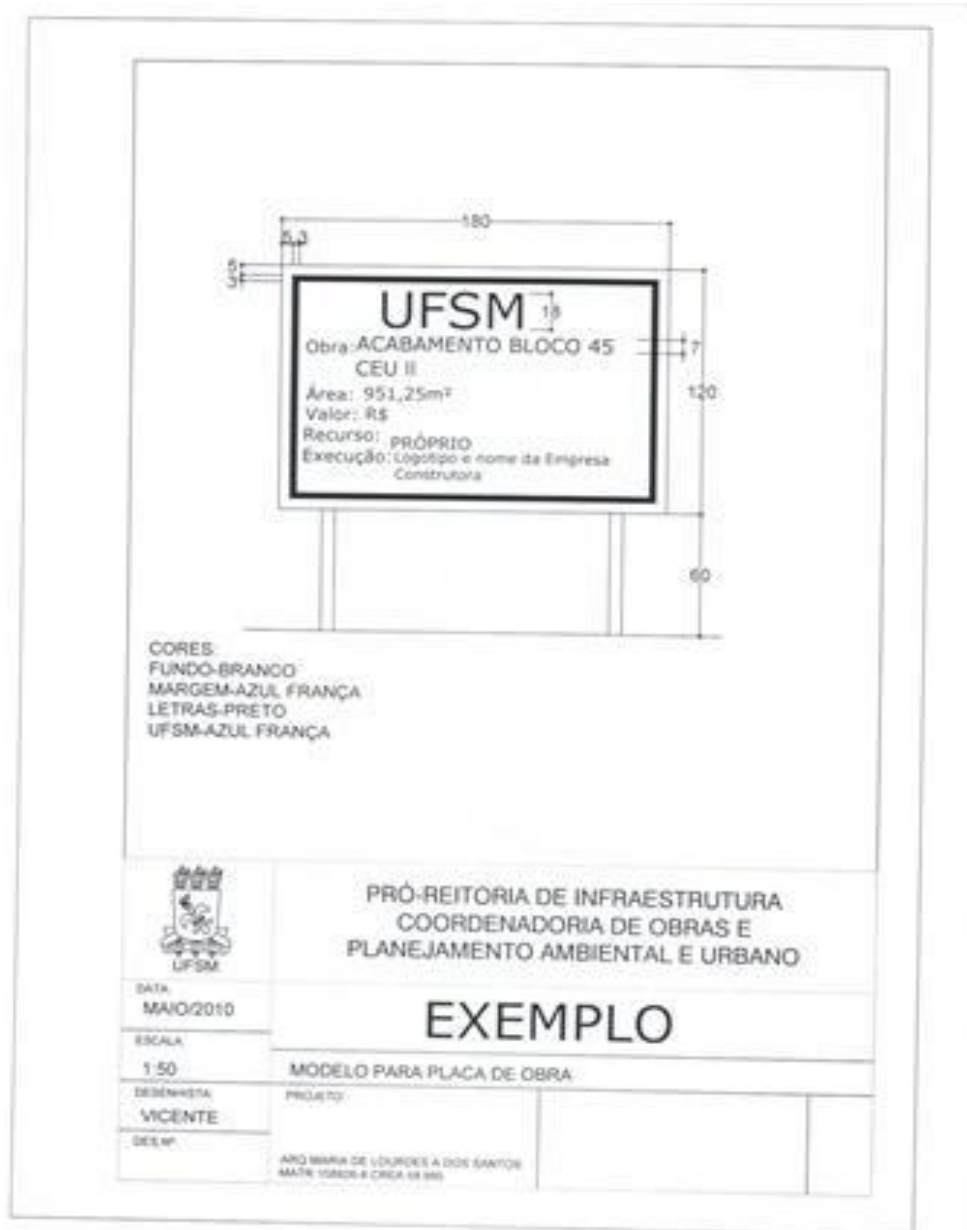 180
5 3
5
3
UFSM 18
Obra: ACABAMENTO BLOCO 45
CEU II
7
Área: 951,25m²
120
Valor: R$
Recurso: PRÓPRIO
Execução: Logotipo e nome da Empresa
Construtora
60
CORES:
FUNDO-BRANCO
MARGEM-AZUL FRANÇA
LETRAS-PRETO
UFSM-AZUL FRANÇA
UFSM
PRÓ-REITORIA DE INFRAESTRUTURA
COORDENADORIA DE OBRAS E
PLANEJAMENTO AMBIENTAL E URBANO
DATA:
MAIO/2010
EXEMPLO
ESCALA:
1:50
MODELO PARA PLACA DE OBRA
DESENHISTA:
VICENTE
PROJETO:
DES.Nº
ARQ MARIA DE LOURDES A DOS SANTOS
MATR CREA